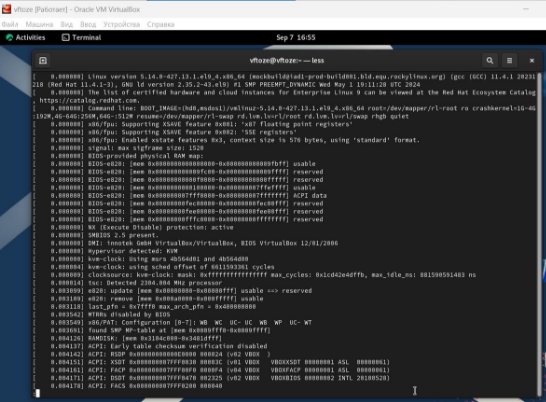 vftoze [Работает] - Oracle VM VirtualBox
Файл Машина Вид Ввод Устройства Справка
Activities Terminal Sep 7 16:55
vftoze@vftoze:~ — less
[ 0.000000] Linux version 5.14.0-427.13.1.el9_4.x86_64 (mockbuild@iad1-prod-build001.bld.equ.rockylinux.org) (gcc (GCC) 11.4.1 20231
218 (Red Hat 11.4.1-3), GNU ld version 2.35.2-43.el9) #1 SMP PREEMPT_DYNAMIC Wed May 1 19:11:28 UTC 2024
[ 0.000000] The list of certified hardware and cloud instances for Enterprise Linux 9 can be viewed at the Red Hat Ecosystem Catalog
, https://catalog.redhat.com.
[ 0.000000] Command line: BOOT_IMAGE=(hd0,msdos1)/vmlinuz-5.14.0-427.13.1.el9_4.x86_64 root=/dev/mapper/rl-root ro crashkernel=1G-4G
:192M,4G-64G:256M,64G-:512M resume=/dev/mapper/rl-swap rd.lvm.lv=rl/root rd.lvm.lv=rl/swap rhgb quiet
[ 0.000000] x86/fpu: Supporting XSAVE feature 0x001: 'x87 floating point registers'
[ 0.000000] x86/fpu: Supporting XSAVE feature 0x002: 'SSE registers'
[ 0.000000] x86/fpu: Enabled xstate features 0x3, context size is 576 bytes, using 'standard' format.
[ 0.000000] signal: max sigframe size: 1520
[ 0.000000] BIOS-provided physical RAM map:
[ 0.000000] BIOS-e820: [mem 0x0000000000000000-0x000000000009fbff] usable
[ 0.000000] BIOS-e820: [mem 0x000000000009fc00-0x000000000009ffff] reserved
[ 0.000000] BIOS-e820: [mem 0x00000000000f0000-0x00000000000fffff] reserved
[ 0.000000] BIOS-e820: [mem 0x0000000000100000-0x000000007ffeffff] usable
[ 0.000000] BIOS-e820: [mem 0x000000007fff0000-0x000000007fffffff] ACPI data
[ 0.000000] BIOS-e820: [mem 0x00000000fec00000-0x00000000fec00fff] reserved
[ 0.000000] BIOS-e820: [mem 0x00000000fee00000-0x00000000fee00fff] reserved
[ 0.000000] BIOS-e820: [mem 0x00000000fffc0000-0x00000000ffffffff] reserved
[ 0.000000] NX (Execute Disable) protection: active
[ 0.000000] SMBIOS 2.5 present.
[ 0.000000] DMI: innotek GmbH VirtualBox/VirtualBox, BIOS VirtualBox 12/01/2006
[ 0.000000] Hypervisor detected: KVM
[ 0.000000] kvm-clock: Using msrs 4b564d01 and 4b564d00
[ 0.000004] kvm-clock: using sched offset of 6611593361 cycles
[ 0.000009] clocksource: kvm-clock: mask: 0xffffffffffffffff max_cycles: 0x1cd42e4dffb, max_idle_ns: 881590591483 ns
[ 0.000014] tsc: Detected 2304.004 MHz processor
[ 0.003099] e820: update [mem 0x00000000-0x00000fff] usable ==> reserved
[ 0.003109] e820: remove [mem 0x000a0000-0x000fffff] usable
[ 0.003118] last_pfn = 0x7fff0 max_arch_pfn = 0x400000000
[ 0.003542] MTRRs disabled by BIOS
[ 0.003549] x86/PAT: Configuration [0-7]: WB WC UC- UC WB WP UC- WT
[ 0.003691] found SMP MP-table at [mem 0x0009fff0-0x0009ffff]
[ 0.004126] RAMDISK: [mem 0x3184c000-0x3481dfff]
[ 0.004142] ACPI: Early table checksum verification disabled
[ 0.004142] ACPI: RSDP 0x00000000000E0000 000024 (v02 VBOX )
[ 0.004151] ACPI: XSDT 0x000000007FFF0030 00003C (v01 VBOX VBOXXSDT 00000001 ASL 00000061)
[ 0.004161] ACPI: FACP 0x000000007FFF00F0 0000F4 (v04 VBOX VBOXFACP 00000001 ASL 00000061)
[ 0.004171] ACPI: DSDT 0x000000007FFF0470 002325 (v02 VBOX VBOXBIOS 00000002 INTL 20100528)
[ 0.004178] ACPI: FACS 0x000000007FFF0200 000040